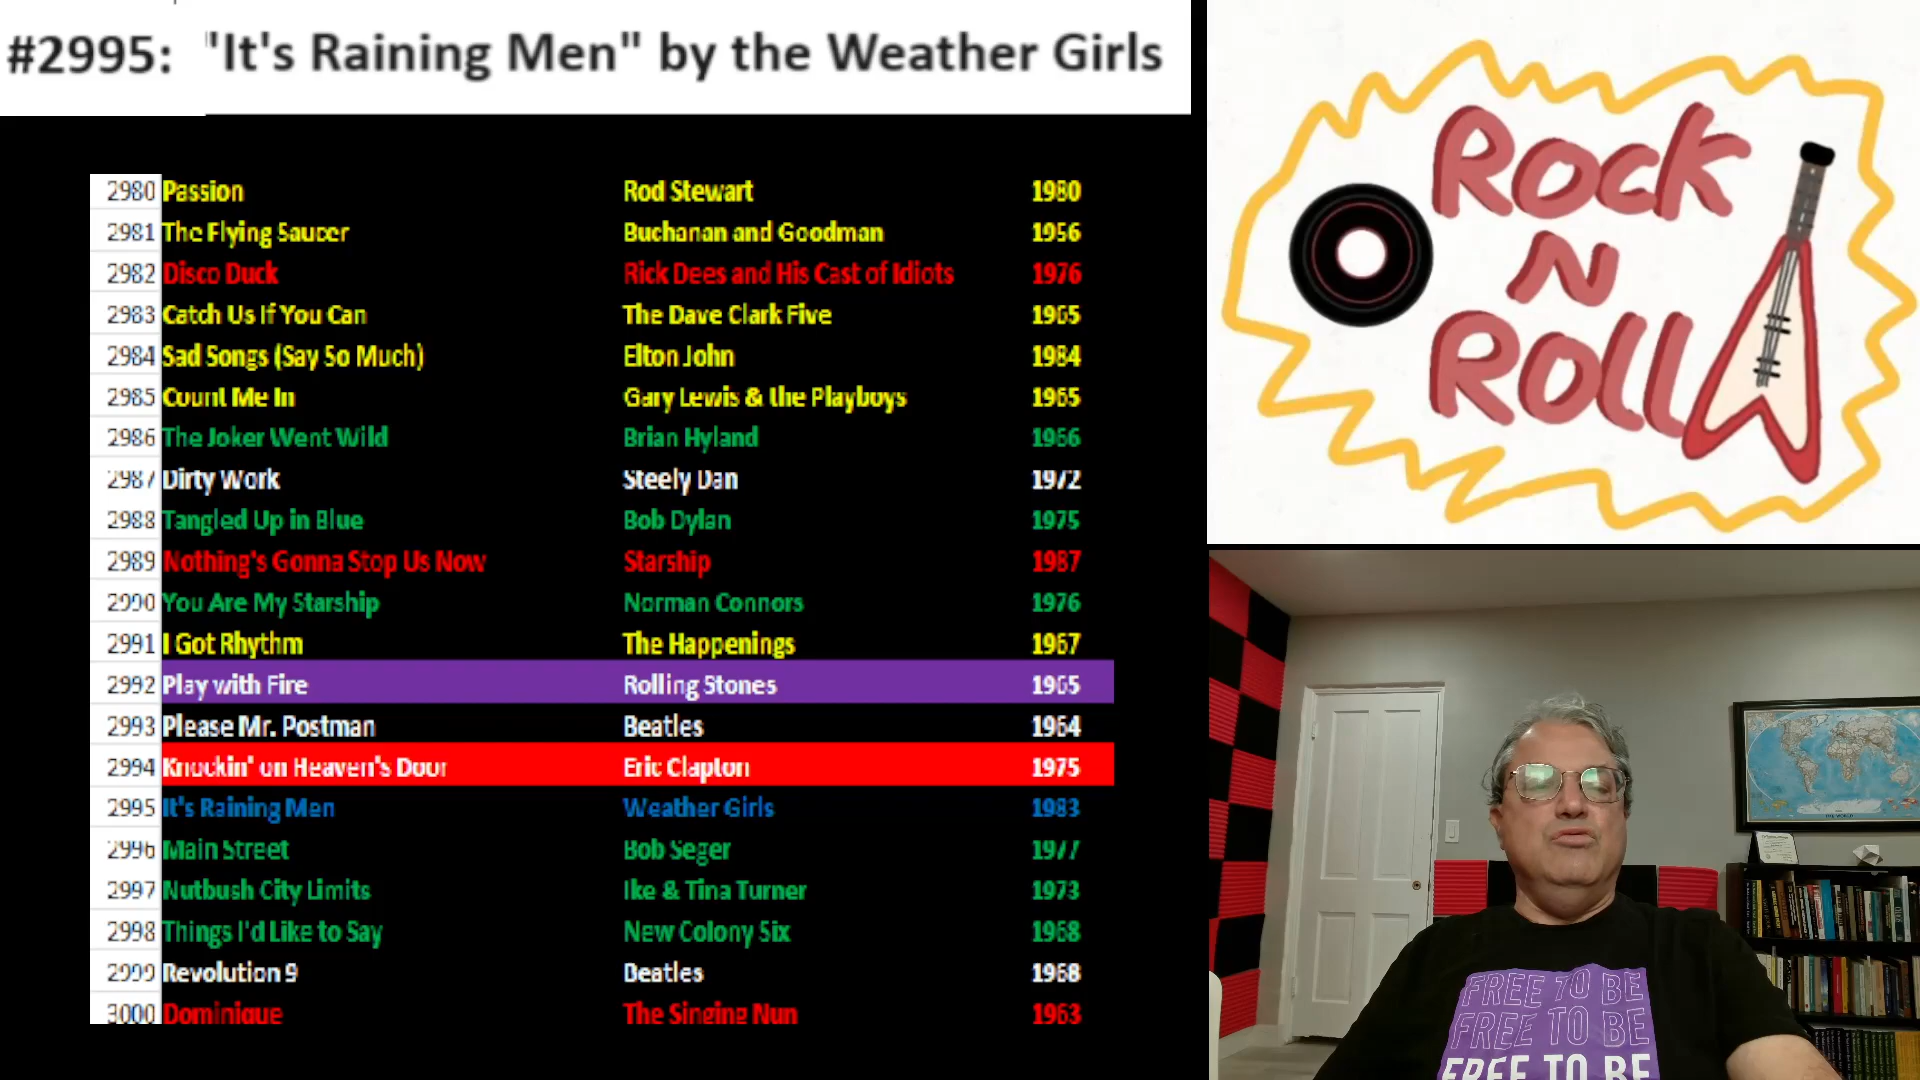 #2995: "It's Raining Men" by the Weather Girls
2980 Passion Rod Stewart 1980
2981 The Flying Saucer Buchanan and Goodman 1956
2982 Disco Duck Rick Dees and His Cast of Idiots 1976
2983 Catch Us If You Can The Dave Clark Five 1965
2984 Sad Songs (Say So Much) Elton John 1984
2985 Count Me In Gary Lewis & the Playboys 1965
2986 The Joker Went Wild Brian Hyland 1966
2987 Dirty Work Steely Dan 1972
2988 Tangled Up in Blue Bob Dylan 1975
2989 Nothing's Gonna Stop Us Now Starship 1987
2990 You Are My Starship Norman Connors 1976
2991 I Got Rhythm The Happenings 1967
2992 Play with Fire Rolling Stones 1965
2993 Please Mr. Postman Beatles 1964
2994 Knockin' on Heaven's Door Eric Clapton 1975
2995 It's Raining Men Weather Girls 1983
2996 Main Street Bob Seger 1977
2997 Nutbush City Limits Ike & Tina Turner 1973
2998 Things I'd Like to Say New Colony Six 1968
2999 Revolution 9 Beatles 1968
3000 Dominique The Singing Nun 1963
ROCK
N
ROLL
THE WORLD
FREE TO BE
FREE TO BE
FREE TO BE